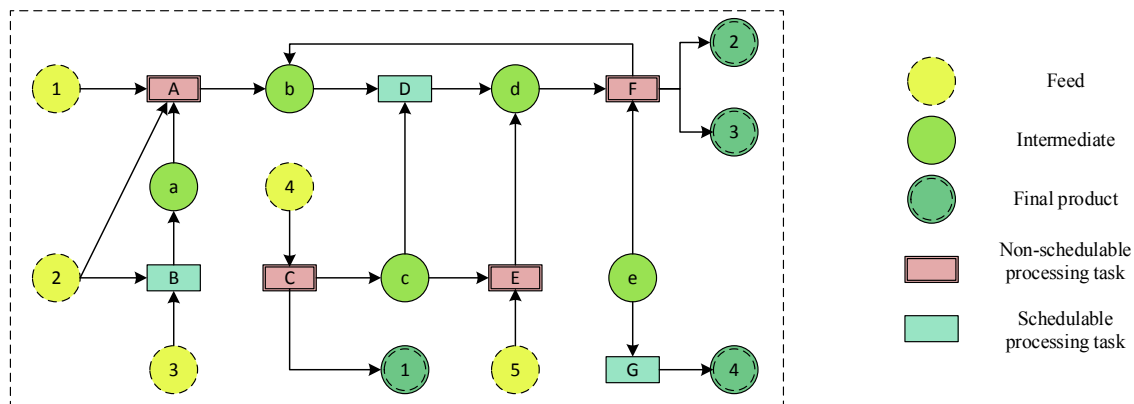 2
1
A
b
D
d
F
3
a
4
2
B
C
c
E
e
3
1
5
G
4
Feed
Intermediate
Final product
Non-schedulable
processing task
Schedulable
processing task